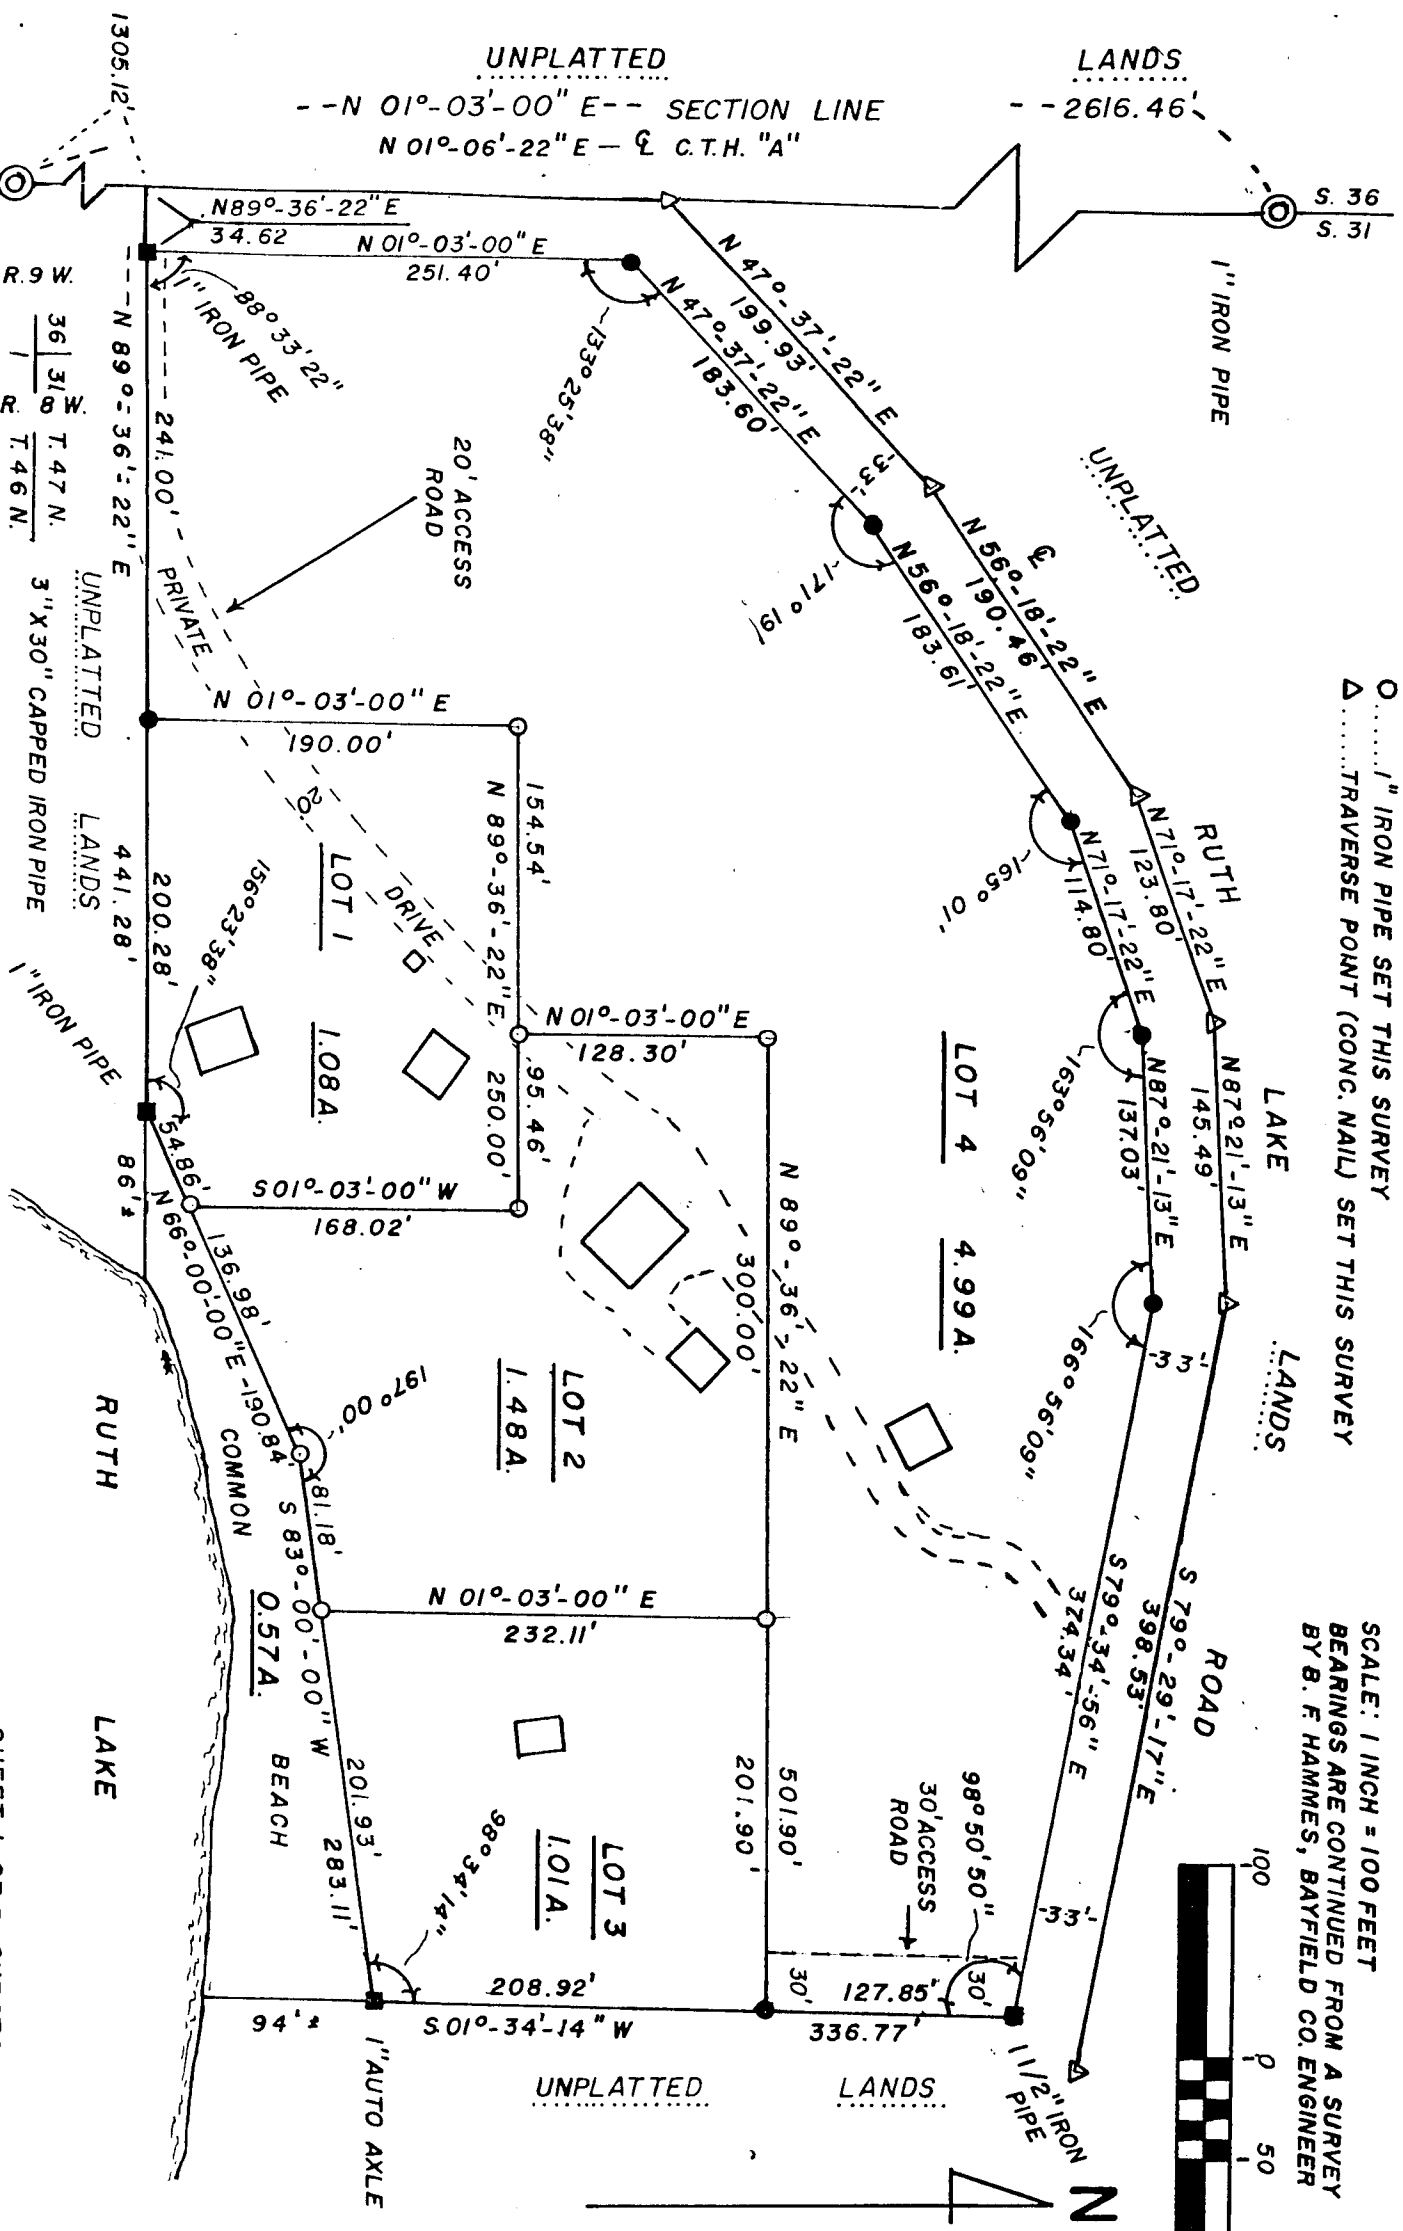 O ...... 1" IRON PIPE SET THIS SURVEY
△ ...... TRAVERSE POINT (CONC. NAIL) SET THIS SURVEY
SCALE: 1 INCH = 100 FEET
BEARINGS ARE CONTINUED FROM A SURVEY
BY B. F. HAMMES, BAYFIELD CO. ENGINEER
100
0
50
N
UNPLATTED LANDS
--N 01°-03'-00" E-- SECTION LINE --2616.46'
N 01°-06'-22" E — ℄ C.T.H. "A"
S. 36
S. 31
1" IRON PIPE
1305.12'
UNPLATTED
LANDS
RUTH
LAKE
ROAD
℄
N 47°-37'-22" E
199.93'
N 56°-18'-22" E
190.46'
N 71°-17'-22" E
123.80'
N 87°21'-13" E
145.49'
S 79°-29'-17" E
398.53'
-33'-
-33'-
-33'-
N 47°-37'-22" E
183.60'
N 56°-18'-22" E
183.61'
N 71°-17'-22" E
114.80'
N 87°-21'-13" E
137.03'
S 79°-34'-56" E
374.34'
133°25'38"
171°19'
165°01'
163°56'09"
166°56'09"
98°50'50"
1 1/2" IRON
PIPE
N 89°-36'-22" E
34.62
N 01°-03'-00" E
251.40'
88°33'22"
1" IRON PIPE
LOT 4
4.99 A.
20' ACCESS
ROAD
30' ACCESS
ROAD
30'
30'
127.85'
336.77'
PRIVATE
DRIVE
20'
N 01°-03'-00" E
190.00'
154.54'
N 89°-36'-22" E
95.46'
250.00'
N 01°-03'-00" E
128.30'
N 89°-36'-22" E
300.00'
501.90'
201.90'
LOT 1
1.08 A.
S 01°-03'-00" W
168.02'
LOT 2
1.48 A.
N 01°-03'-00" E
232.11'
LOT 3
1.01 A.
208.92'
S 01°-34'-14" W
98°34'14"
UNPLATTED LANDS
241.00'
200.28'
--N 89°-36'-22" E
441.28'
UNPLATTED LANDS
156°23'38"
1" IRON PIPE
86'±
54.86'
136.98'
N 66°-00'-00" E -190.84'
197°00'
81.18'
201.93'
S 83°-00'-00" W
283.11'
COMMON
BEACH
0.57 A.
94'±
1" AUTO AXLE
RUTH
LAKE
R. 9 W.
R. 8 W.
36 | 31
1
T. 47 N.
T. 46 N.
3" X 30" CAPPED IRON PIPE